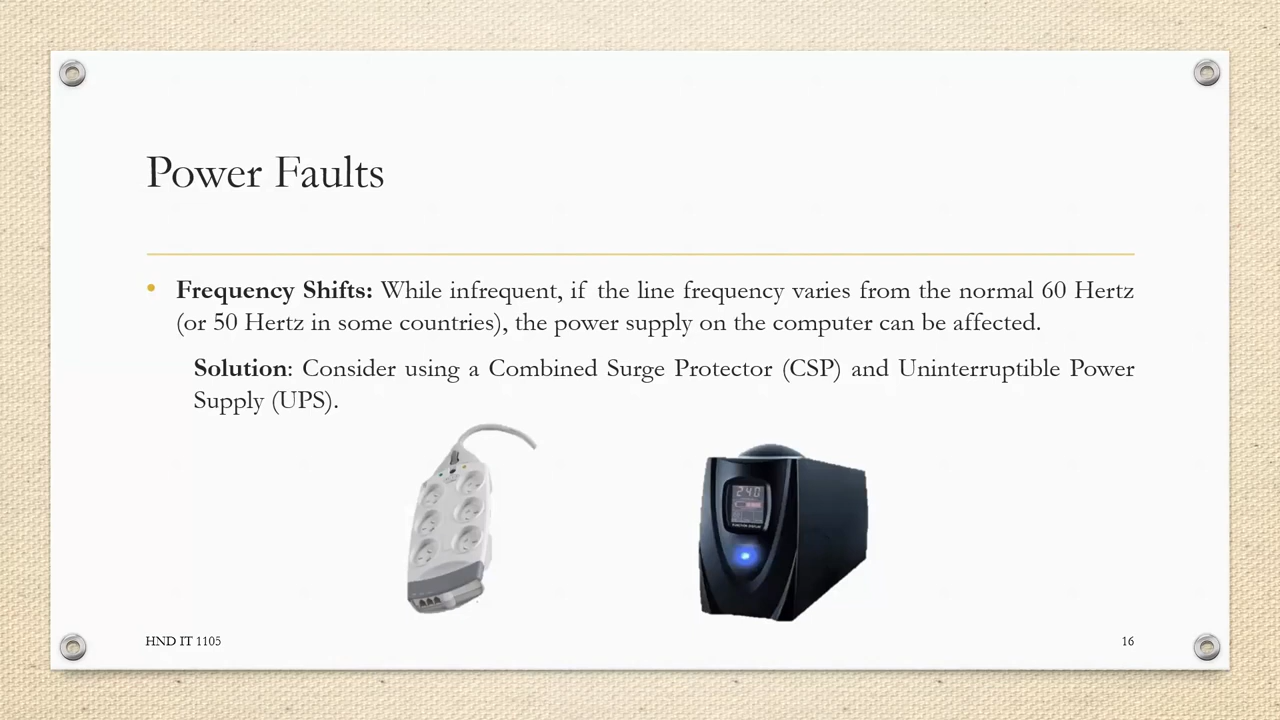 Power Faults
• Frequency Shifts: While infrequent, if the line frequency varies from the normal 60 Hertz
(or 50 Hertz in some countries), the power supply on the computer can be affected.
Solution: Consider using a Combined Surge Protector (CSP) and Uninterruptible Power
Supply (UPS).
240
HND IT 1105
16